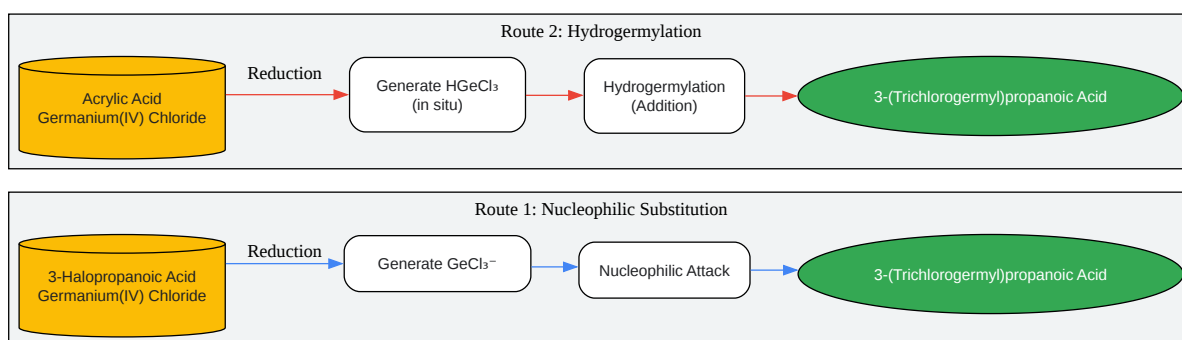 Route 2: Hydrogermylation
Acrylic Acid
Germanium(IV) Chloride
Reduction
Generate HGeCl₃
(in situ)
Hydrogermylation
(Addition)
3-(Trichlorogermyl)propanoic Acid
Route 1: Nucleophilic Substitution
3-Halopropanoic Acid
Germanium(IV) Chloride
Reduction
Generate GeCl₃⁻
Nucleophilic Attack
3-(Trichlorogermyl)propanoic Acid